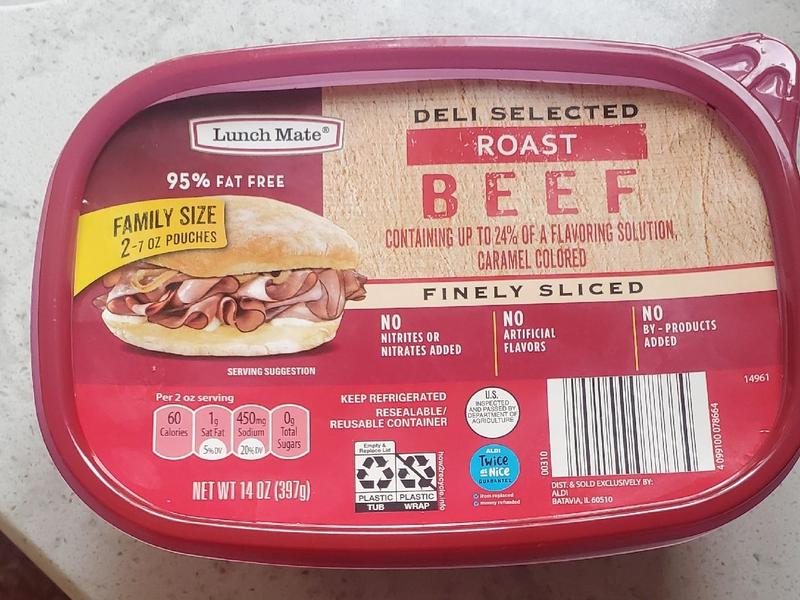 Lunch Mate®
95% FAT FREE
FAMILY SIZE
2-7 OZ POUCHES
DELI SELECTED
ROAST
BEEF
CONTAINING UP TO 24% OF A FLAVORING SOLUTION,
CARAMEL COLORED
FINELY SLICED
NO
NITRITES OR
NITRATES ADDED
NO
ARTIFICIAL
FLAVORS
NO
BY-PRODUCTS
ADDED
SERVING SUGGESTION
14961
Per 2 oz serving
60
Calories
1g
Sat Fat
5% DV
450mg
Sodium
20% DV
0g
Total
Sugars
NET WT 14 OZ (397g)
KEEP REFRIGERATED
RESEALABLE/
REUSABLE CONTAINER
Empty &
Replace Lid
PLASTIC
TUB
PLASTIC
WRAP
how2recycle.info
U.S.
INSPECTED
AND PASSED BY
DEPARTMENT OF
AGRICULTURE
ALDI
Twice
as Nice
GUARANTEE
item replaced
money refunded
00310
4 099100 078664
DIST. & SOLD EXCLUSIVELY BY:
ALDI
BATAVIA, IL 60510